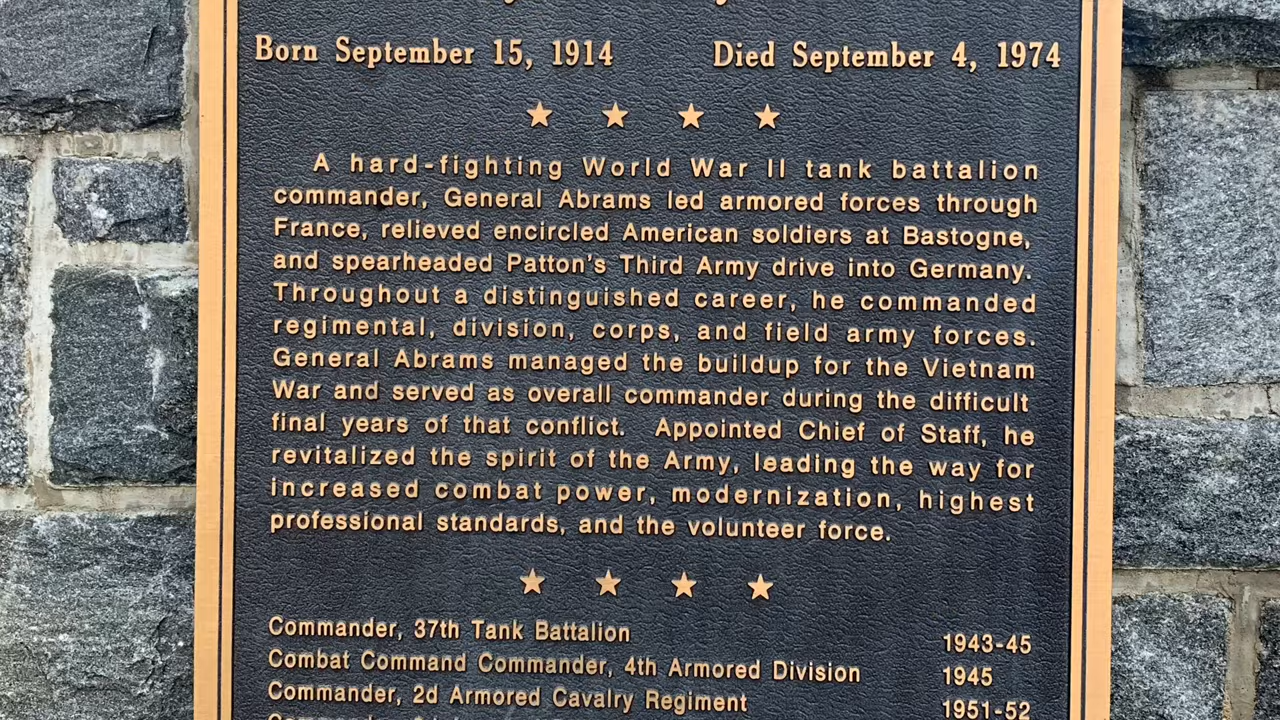 Born September 15, 1914 Died September 4, 1974
A hard-fighting World War II tank battalion
commander, General Abrams led armored forces through
France, relieved encircled American soldiers at Bastogne,
and spearheaded Patton's Third Army drive into Germany.
Throughout a distinguished career, he commanded
regimental, division, corps, and field army forces.
General Abrams managed the buildup for the Vietnam
War and served as overall commander during the difficult
final years of that conflict. Appointed Chief of Staff, he
revitalized the spirit of the Army, leading the way for
increased combat power, modernization, highest
professional standards, and the volunteer force.
Commander, 37th Tank Battalion 1943-45
Combat Command Commander, 4th Armored Division 1945
Commander, 2d Armored Cavalry Regiment 1951-52